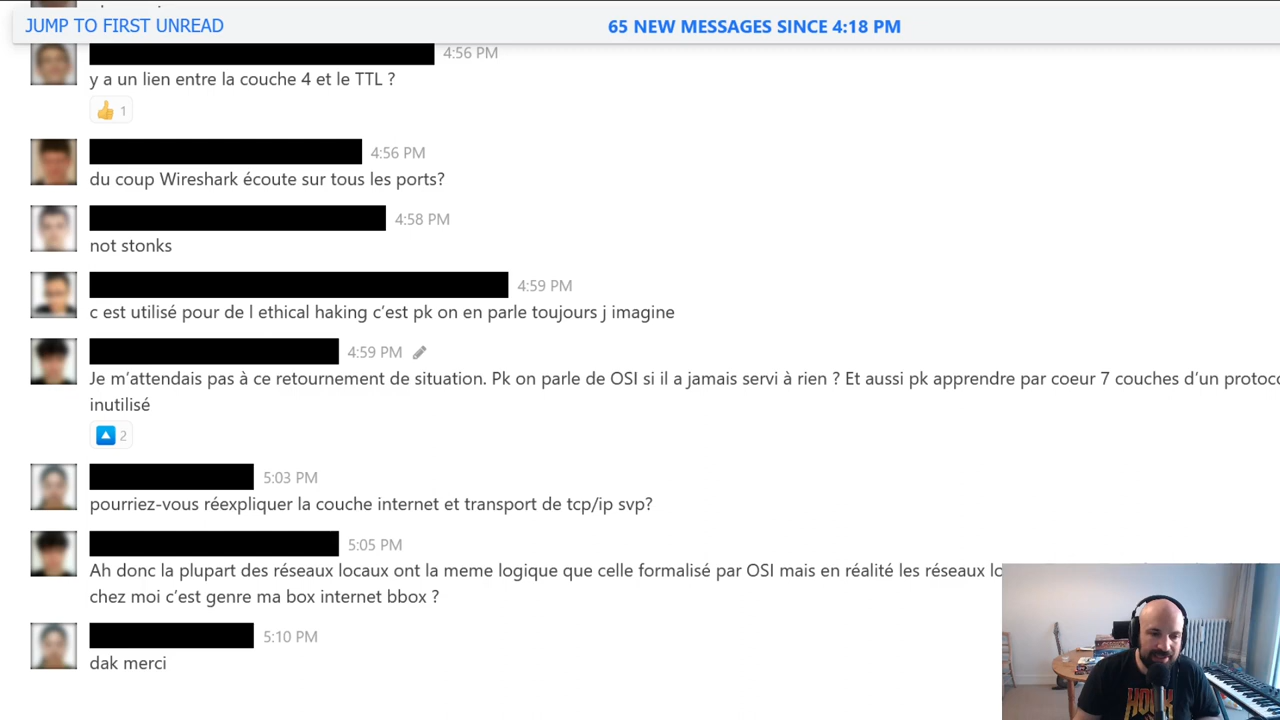 JUMP TO FIRST UNREAD
65 NEW MESSAGES SINCE 4:18 PM
4:56 PM
y a un lien entre la couche 4 et le TTL ?
1
4:56 PM
du coup Wireshark écoute sur tous les ports?
4:58 PM
not stonks
4:59 PM
c est utilisé pour de l ethical haking c'est pk on en parle toujours j imagine
4:59 PM
Je m'attendais pas à ce retournement de situation. Pk on parle de OSI si il a jamais servi à rien ? Et aussi pk apprendre par coeur 7 couches d'un
inutilisé
2
5:03 PM
pourriez-vous réexpliquer la couche internet et transport de tcp/ip svp?
5:05 PM
Ah donc la plupart des réseaux locaux ont la meme logique que celle formalisé par OSI mais en réalité les réseaux
chez moi c'est genre ma box internet bbox ?
5:10 PM
dak merci